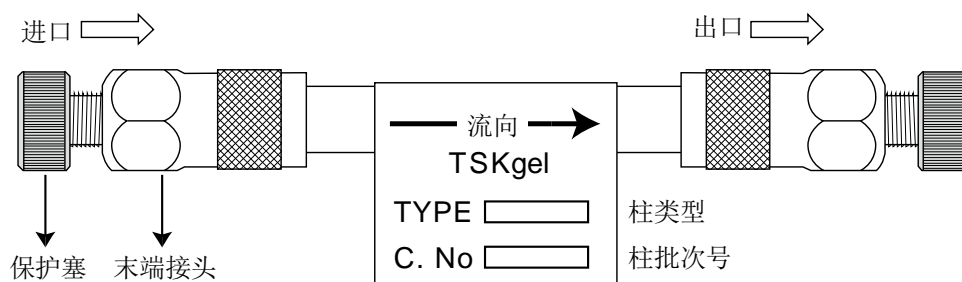 进口
出口
流向
TSKgel
TYPE 柱类型
C. No 柱批次号
保护塞 末端接头